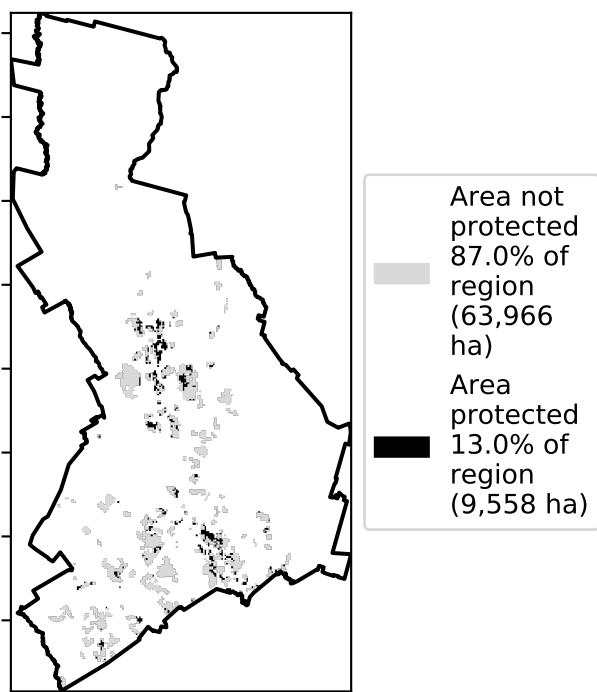 Area not
protected
87.0% of
region
(63,966
ha)
Area
protected
13.0% of
region
(9,558 ha)